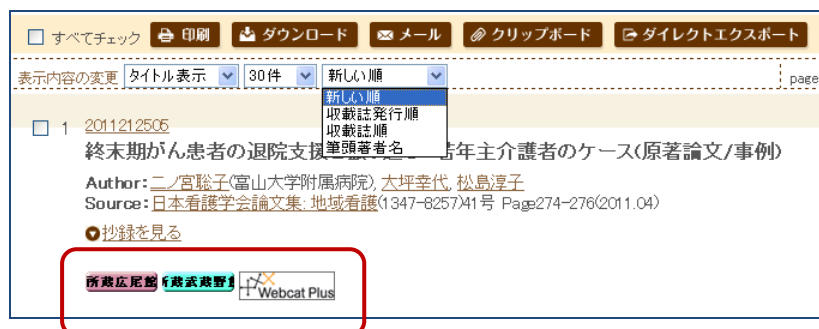 すべてチェック 印刷 ダウンロード メール クリップボード ダイレクトエクスポート
表示内容の変更 タイトル表示 30件 新しい順 page
新しい順
収載誌発行順
収載誌順
筆頭著者名
1 2011212505
終末期がん患者の退院支援 若年主介護者のケース(原著論文/事例)
Author:二ノ宮聡子(富山大学附属病院), 大坪幸代, 松島淳子
Source:日本看護学会論文集: 地域看護(1347-8257)41号 Page274-276(2011.04)
抄録を見る
所蔵広尾館 所蔵武蔵野 Webcat Plus